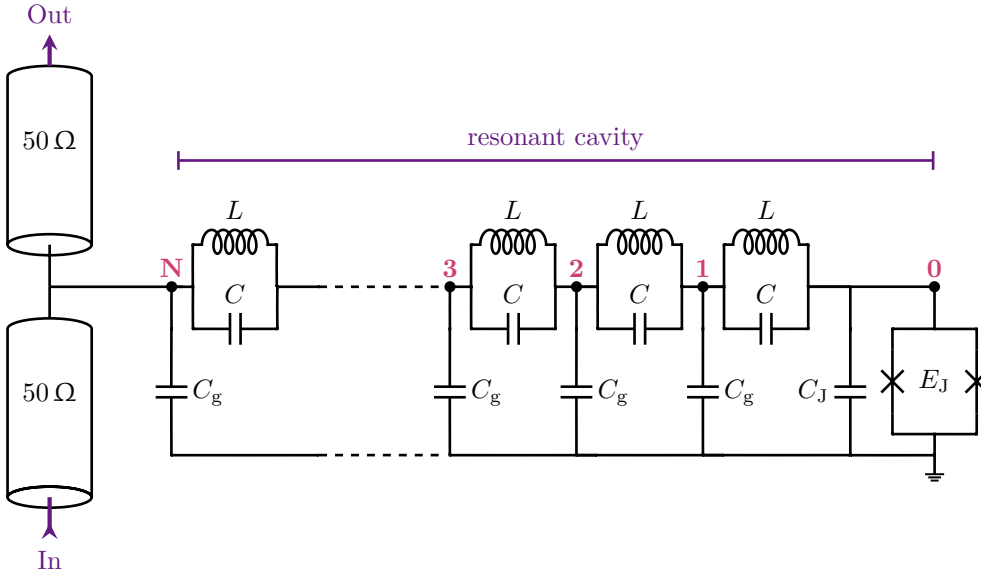 Out
50 Ω
resonant cavity
L L L L
N 3 2 1 0
C C C C
C_g C_g C_g C_g C_J E_J
50 Ω
In